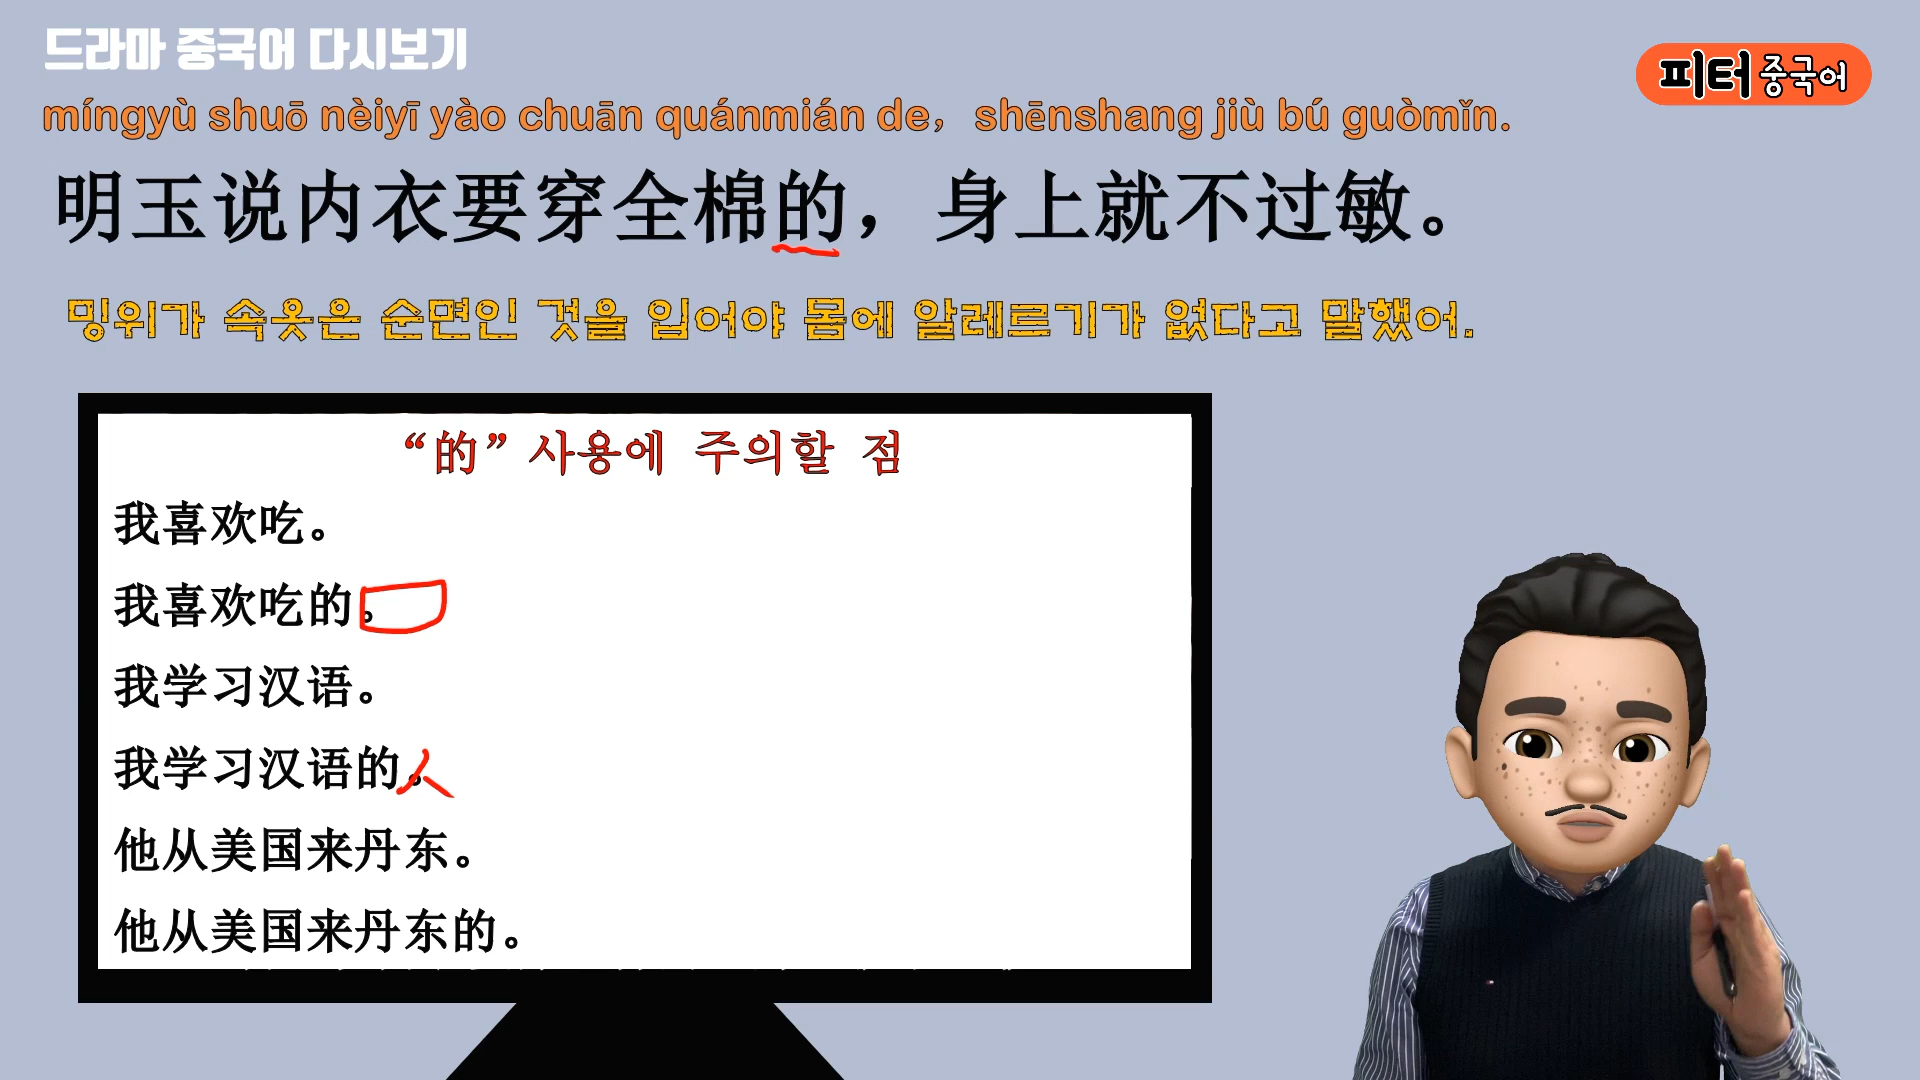 드라마 중국어 다시보기
피터 중국어
míngyù shuō nèiyī yào chuān quánmián de，shēnshang jiù bú guòmǐn.
明玉说内衣要穿全棉的，身上就不过敏。
밍위가 속옷은 순면인 것을 입어야 몸에 알레르기가 없다고 말했어.
“的”사용에 주의할 점
我喜欢吃。
我喜欢吃的。
我学习汉语。
我学习汉语的。人
他从美国来丹东。
他从美国来丹东的。